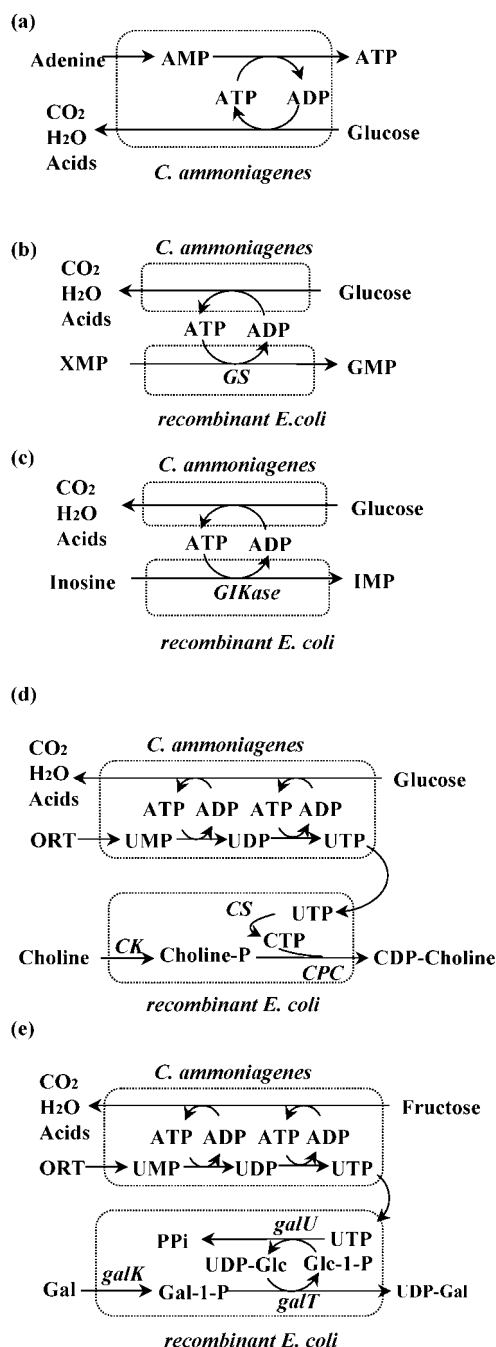 (a)
Adenine AMP ATP
ATP ADP
CO2
H2O
Acids
Glucose
C. ammoniagenes
(b)
C. ammoniagenes
CO2
H2O
Acids
Glucose
ATP ADP
XMP GMP
GS
recombinant E.coli
(c)
C. ammoniagenes
CO2
H2O
Acids
Glucose
ATP ADP
Inosine IMP
GIKase
recombinant E. coli
(d)
C. ammoniagenes
CO2
H2O
Acids
Glucose
ATP ADP ATP ADP
ORT UMP UDP UTP
CS UTP
CTP
Choline CK Choline-P CDP-Choline
CPC
recombinant E. coli
(e)
C. ammoniagenes
CO2
H2O
Acids
Fructose
ATP ADP ATP ADP
ORT UMP UDP UTP
galU
PPi UTP
UDP-Glc Glc-1-P
Gal galK Gal-1-P UDP-Gal
galT
recombinant E. coli